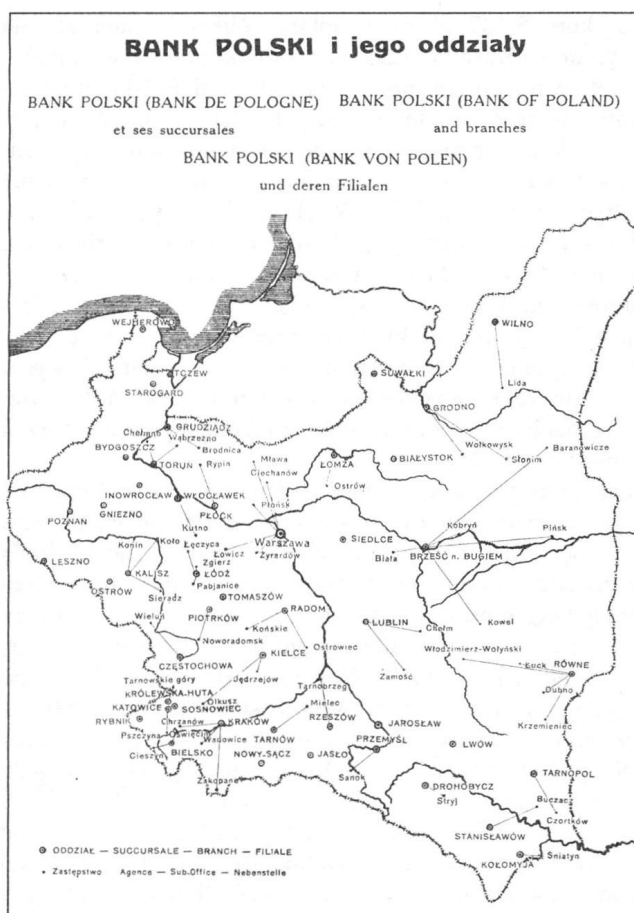 BANK POLSKI i jego oddziały
BANK POLSKI (BANK DE POLOGNE)
et ses succursales
BANK POLSKI (BANK OF POLAND)
and branches
BANK POLSKI (BANK VON POLEN)
und deren Filialen
WEJHEROWO
WILNO
TCZEW
SUWAŁKI
STAROGARD
Lida
GRODNO
GRUDZIĄDZ
Chełmno
Wąbrzeźno
Brodnica
BYDGOSZCZ
Mława
Wołkowysk
Baranowicze
TORUŃ
Rypin
Ciechanów
ŁOMŻA
BIAŁYSTOK
Słonim
INOWROCŁAW
WŁOCŁAWEK
Ostrów
GNIEZNO
PŁOCK
Płońsk
POZNAŃ
Kutno
Warszawa
SIEDLCE
Kobryń
Pińsk
Konin
Koło
Łęczyca
Łowicz
Żyrardów
Biała
BRZEŚĆ n. BUGIEM
LESZNO
KALISZ
Zgierz
ŁÓDŹ
OSTRÓW
Sieradz
Pabjanice
TOMASZÓW
Wieluń
PIOTRKÓW
RADOM
LUBLIN
Końskie
Chełm
Kowel
Noworadomsk
Włodzimierz-Wołyński
CZĘSTOCHOWA
KIELCE
Ostrowiec
Zamość
Łuck
RÓWNE
Tarnowskie góry
Jędrzejów
Tarnobrzeg
Dubno
KRÓLEWSKA-HUTA
Olkusz
Mielec
KATOWICE
SOSNOWIEC
RYBNIK
Chrzanów
KRAKÓW
RZESZÓW
JAROSŁAW
Krzemieniec
Pszczyna
Oświęcim
TARNÓW
PRZEMYŚL
Wadowice
LWÓW
Cieszyn
BIELSKO
NOWY-SĄCZ
JASŁO
Sanok
TARNOPOL
Zakopane
DROHOBYCZ
Stryj
Buczacz
Czortków
STANISŁAWÓW
KOŁOMYJA
Śniatyn
ODDZIAŁ — SUCCURSALE — BRANCH — FILIALE
Zastępstwo Agence — Sub-Office — Nebenstelle